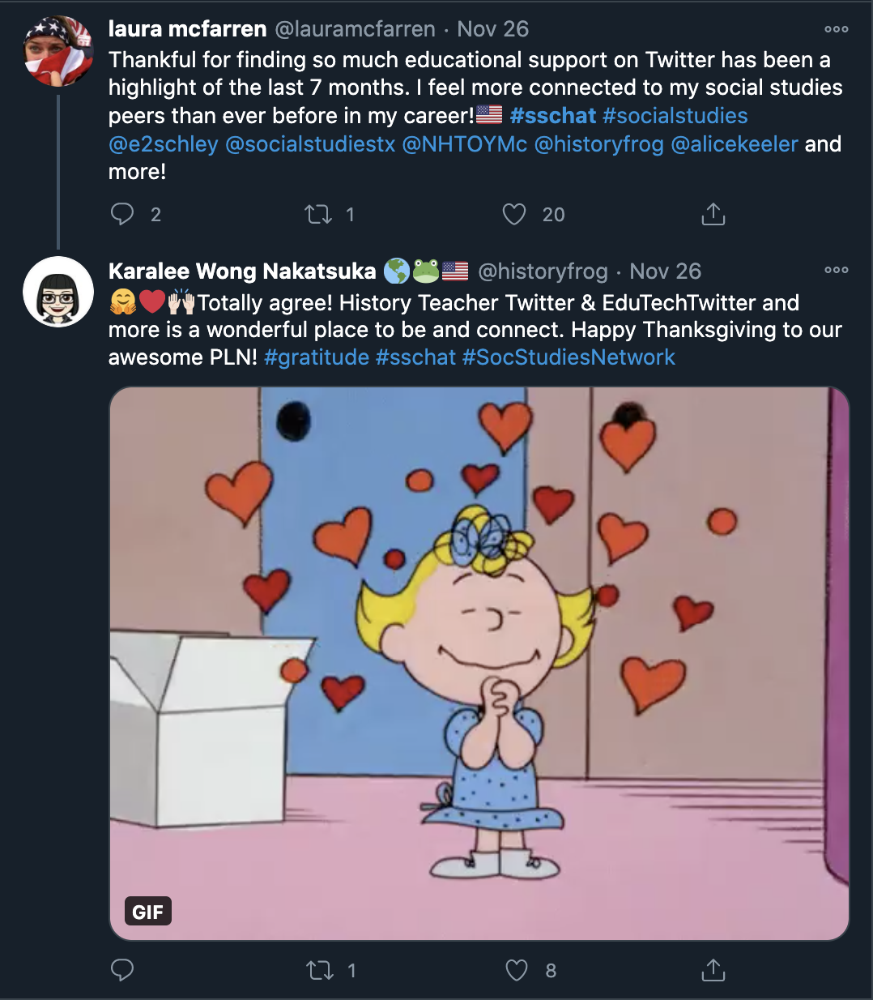 laura mcfarren @lauramcfarren · Nov 26
Thankful for finding so much educational support on Twitter has been a
highlight of the last 7 months. I feel more connected to my social studies
peers than ever before in my career!🇺🇸 #sschat #socialstudies
@e2schley @socialstudiestx @NHTOYMc @historyfrog @alicekeeler and
more!
2 1 20
Karalee Wong Nakatsuka 🌎🐸🇺🇸 @historyfrog · Nov 26
🤗❤️🙌🏻Totally agree! History Teacher Twitter & EduTechTwitter and
more is a wonderful place to be and connect. Happy Thanksgiving to our
awesome PLN! #gratitude #sschat #SocStudiesNetwork
GIF
1 8